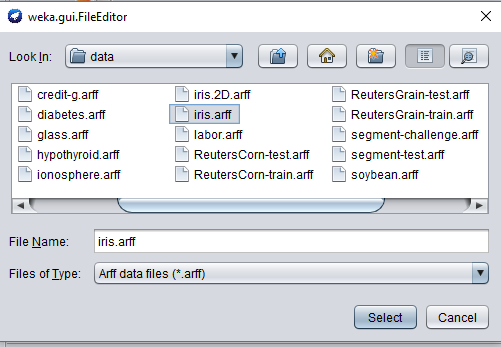 weka.gui.FileEditor
Look In: data
credit-g.arff iris.2D.arff ReutersGrain-test.arff
diabetes.arff iris.arff ReutersGrain-train.arff
glass.arff labor.arff segment-challenge.arff
hypothyroid.arff ReutersCorn-test.arff segment-test.arff
ionosphere.arff ReutersCorn-train.arff soybean.arff
File Name: iris.arff
Files of Type: Arff data files (*.arff)
Select Cancel